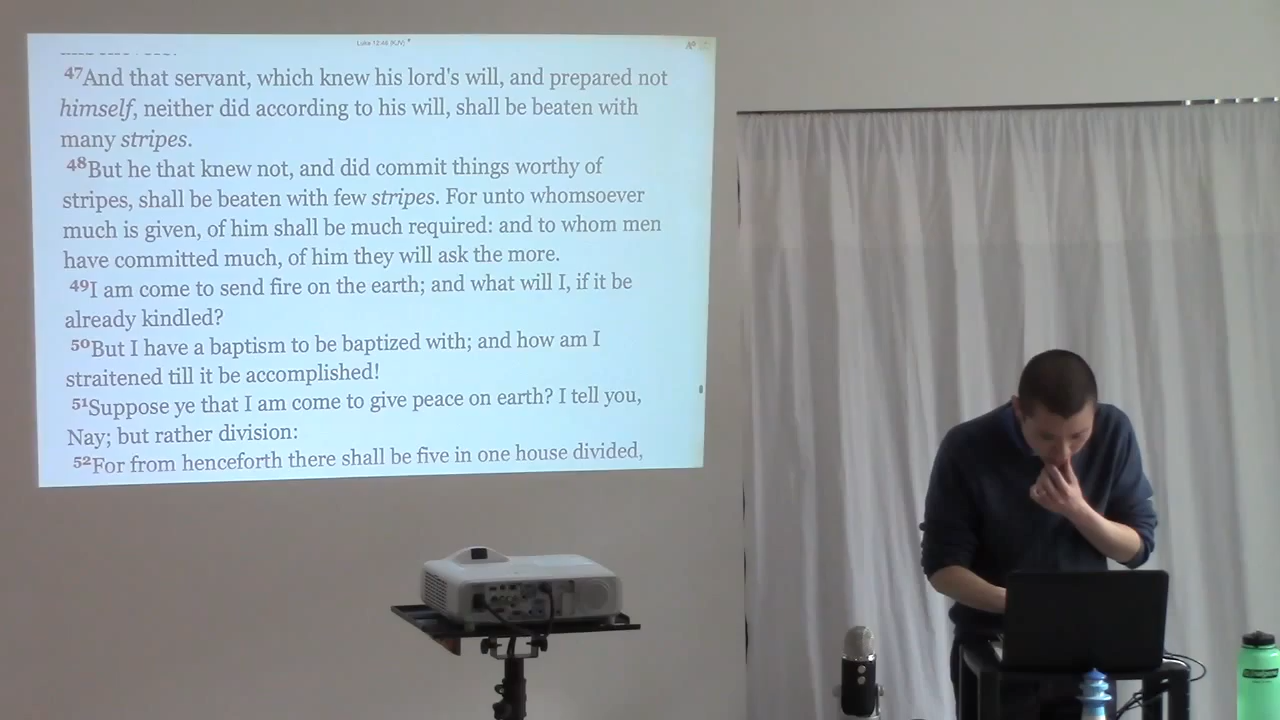 Luke 12:48 (KJV)
47And that servant, which knew his lord's will, and prepared not
himself, neither did according to his will, shall be beaten with
many stripes.
48But he that knew not, and did commit things worthy of
stripes, shall be beaten with few stripes. For unto whomsoever
much is given, of him shall be much required: and to whom men
have committed much, of him they will ask the more.
49I am come to send fire on the earth; and what will I, if it be
already kindled?
50But I have a baptism to be baptized with; and how am I
straitened till it be accomplished!
51Suppose ye that I am come to give peace on earth? I tell you,
Nay; but rather division:
52For from henceforth there shall be five in one house divided,